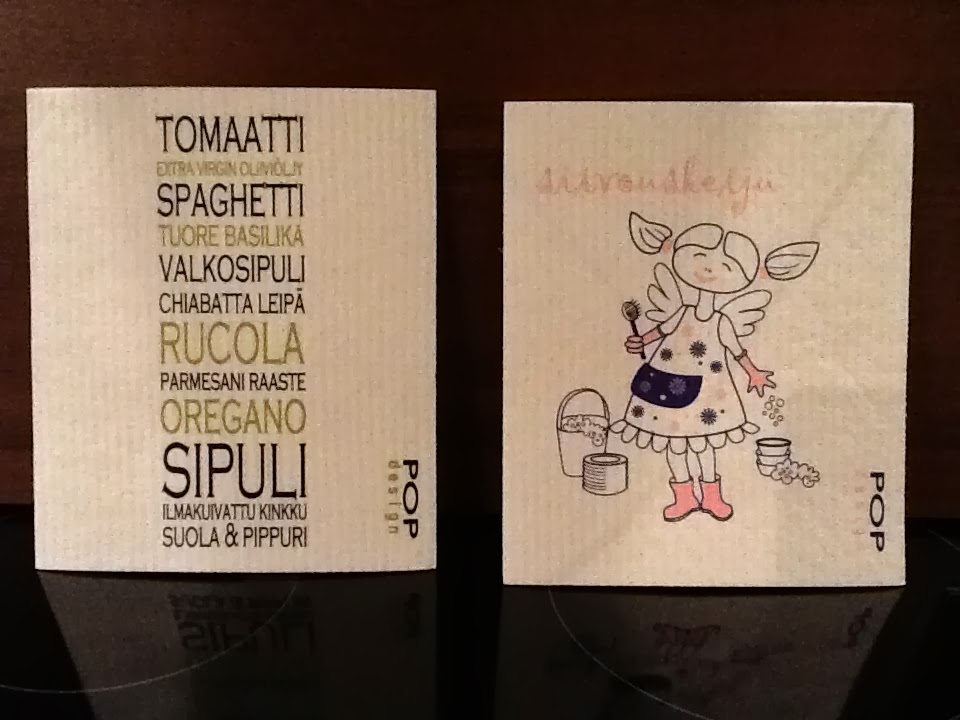 TOMAATTI
EXTRA VIRGIN OLIIVIÖLJY
SPAGHETTI
TUORE BASILIKA
VALKOSIPULI
CHIABATTA LEIPÄ
RUCOLA
PARMESANI RAASTE
OREGANO
SIPULI
ILMAKUIVATTU KINKKU
SUOLA & PIPPURI
POP
design
siivouskeiju
POP
design